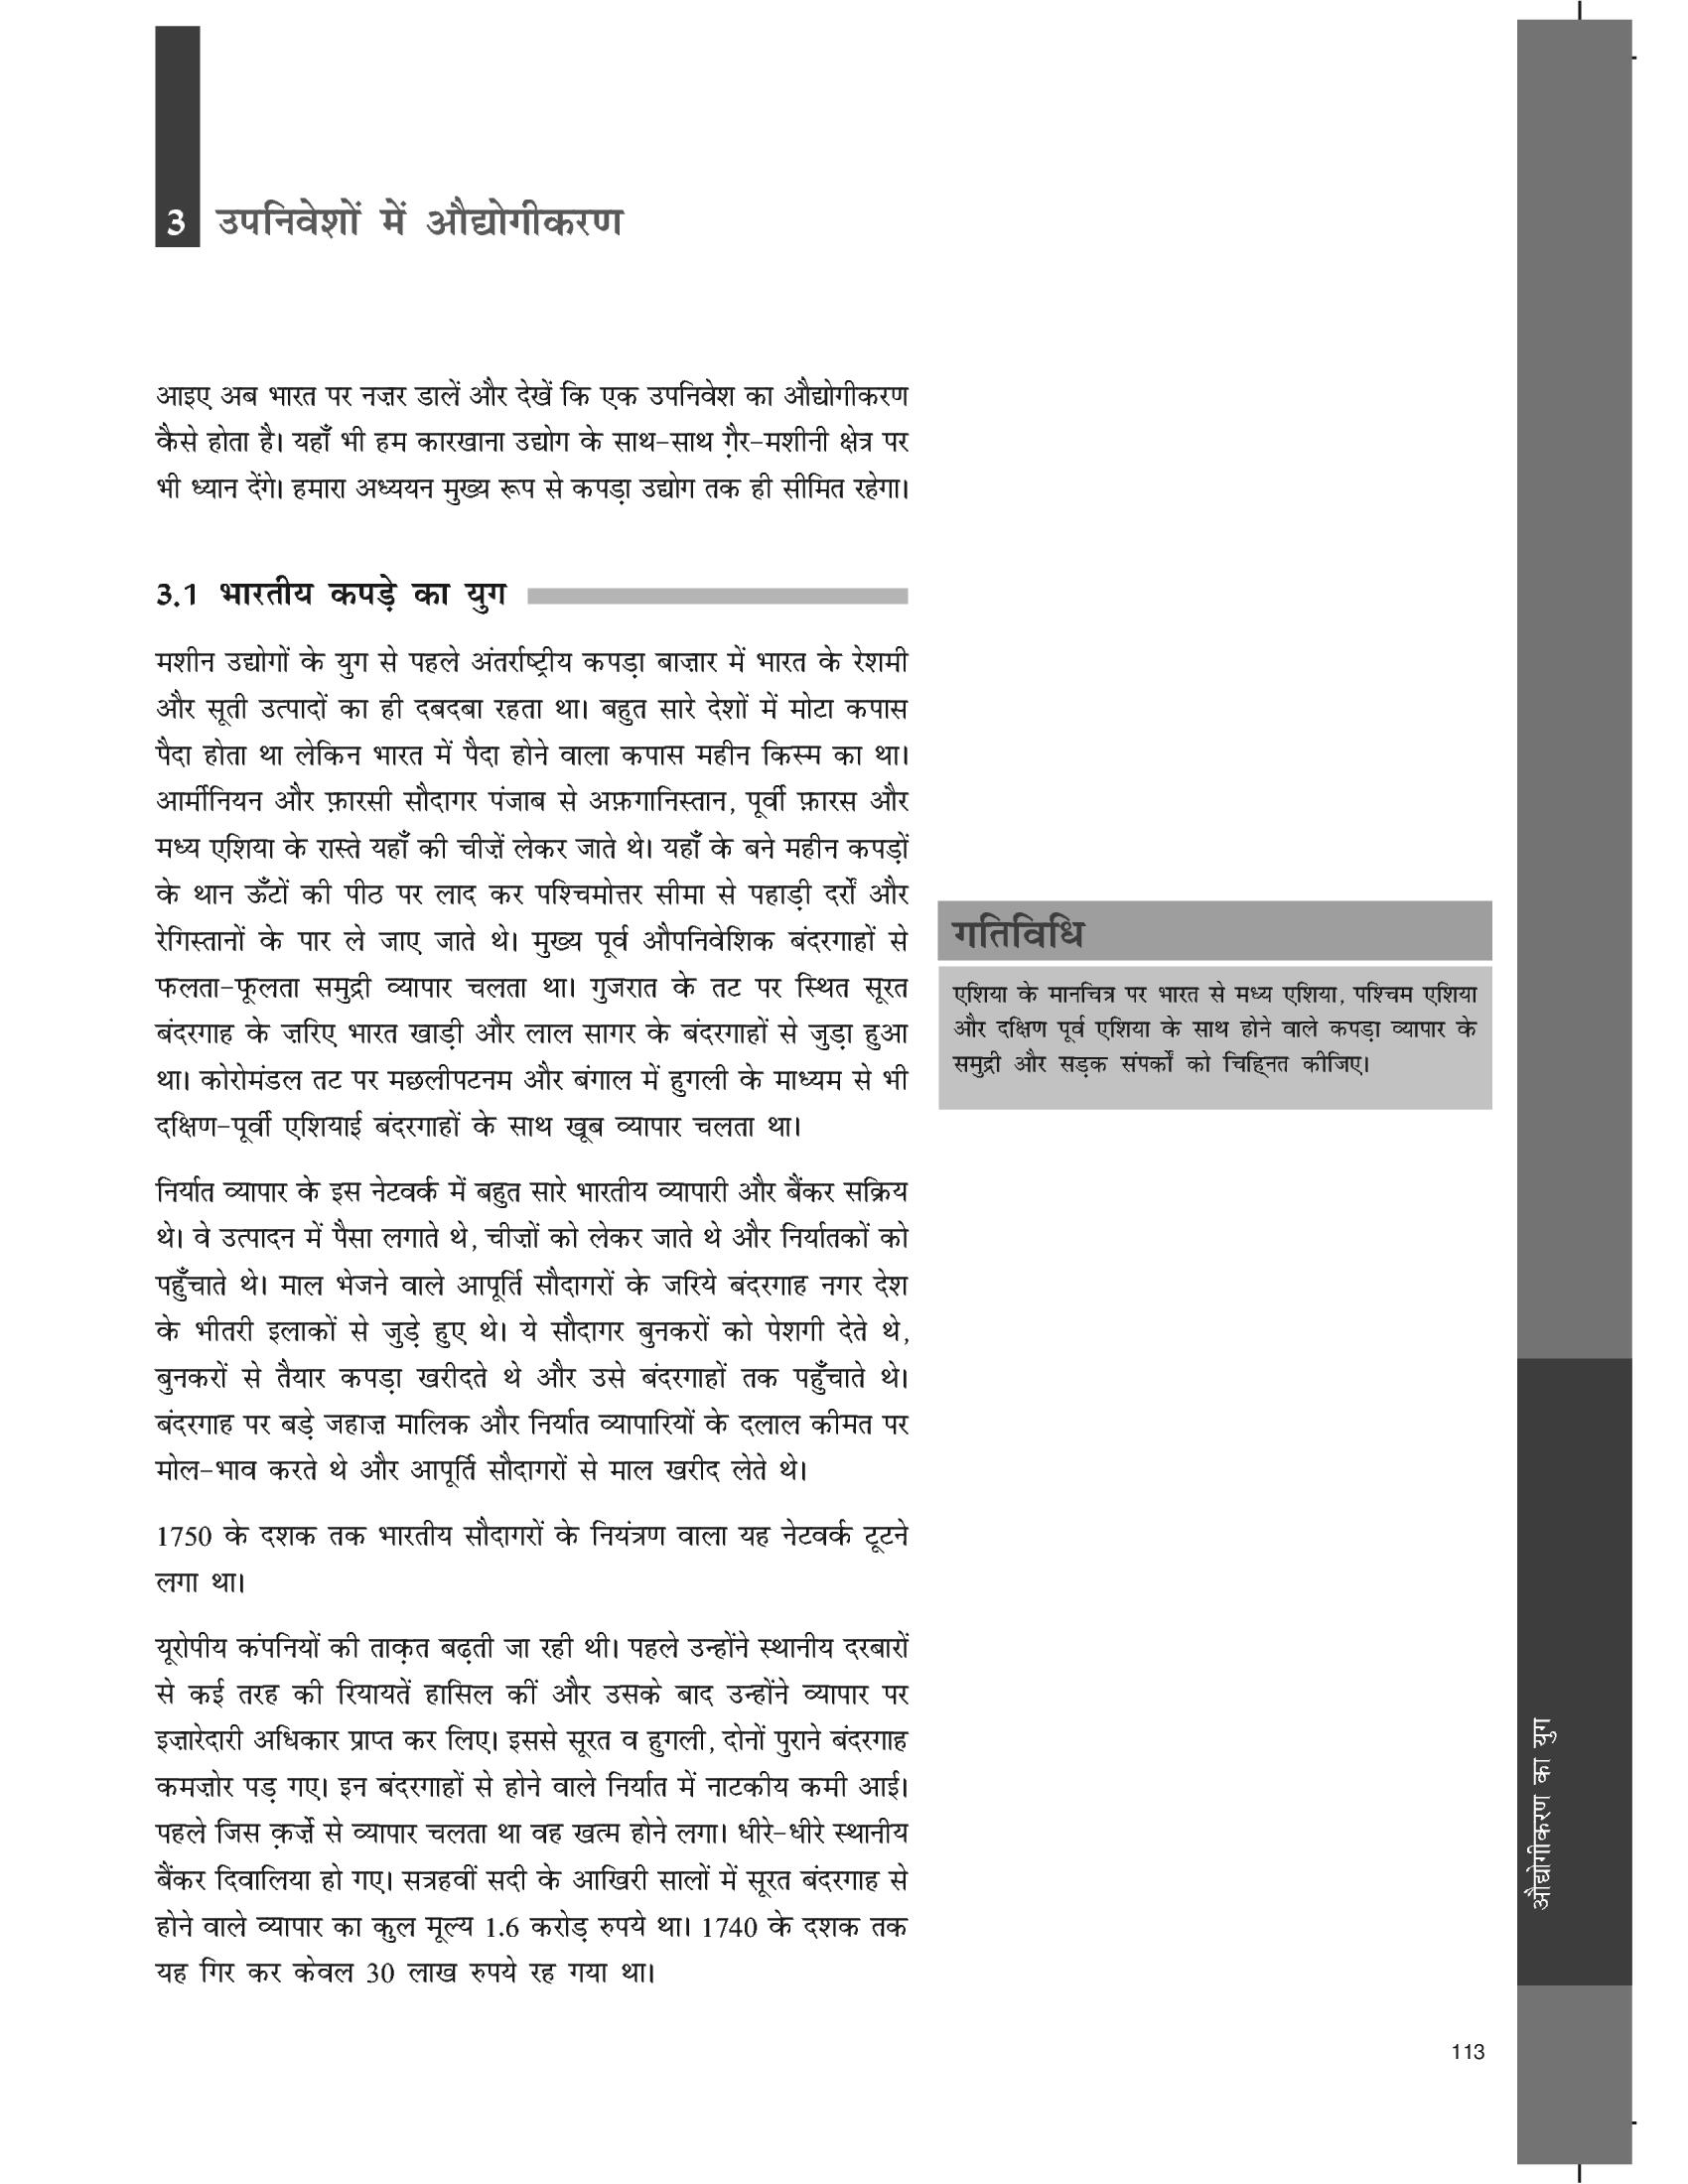 3 उपनिवेशों में औद्योगीकरण
आइए अब भारत पर नज़र डालें और देखें कि एक उपनिवेश का औद्योगीकरण
कैसे होता है। यहाँ भी हम कारखाना उद्योग के साथ-साथ ग़ैर-मशीनी क्षेत्र पर
भी ध्यान देंगे। हमारा अध्ययन मुख्य रूप से कपड़ा उद्योग तक ही सीमित रहेगा।
3.1 भारतीय कपड़े का युग
मशीन उद्योगों के युग से पहले अंतर्राष्ट्रीय कपड़ा बाज़ार में भारत के रेशमी
और सूती उत्पादों का ही दबदबा रहता था। बहुत सारे देशों में मोटा कपास
पैदा होता था लेकिन भारत में पैदा होने वाला कपास महीन किस्म का था।
आर्मीनियन और फ़ारसी सौदागर पंजाब से अफ़गानिस्तान, पूर्वी फ़ारस और
मध्य एशिया के रास्ते यहाँ की चीज़ें लेकर जाते थे। यहाँ के बने महीन कपड़ों
के थान ऊँटों की पीठ पर लाद कर पश्चिमोत्तर सीमा से पहाड़ी दर्रों और
रेगिस्तानों के पार ले जाए जाते थे। मुख्य पूर्व औपनिवेशिक बंदरगाहों से
फलता-फूलता समुद्री व्यापार चलता था। गुजरात के तट पर स्थित सूरत
बंदरगाह के ज़रिए भारत खाड़ी और लाल सागर के बंदरगाहों से जुड़ा हुआ
था। कोरोमंडल तट पर मछलीपटनम और बंगाल में हुगली के माध्यम से भी
दक्षिण-पूर्वी एशियाई बंदरगाहों के साथ खूब व्यापार चलता था।
निर्यात व्यापार के इस नेटवर्क में बहुत सारे भारतीय व्यापारी और बैंकर सक्रिय
थे। वे उत्पादन में पैसा लगाते थे, चीज़ों को लेकर जाते थे और निर्यातकों को
पहुँचाते थे। माल भेजने वाले आपूर्ति सौदागरों के जरिये बंदरगाह नगर देश
के भीतरी इलाकों से जुड़े हुए थे। ये सौदागर बुनकरों को पेशगी देते थे,
बुनकरों से तैयार कपड़ा खरीदते थे और उसे बंदरगाहों तक पहुँचाते थे।
बंदरगाह पर बड़े जहाज़ मालिक और निर्यात व्यापारियों के दलाल कीमत पर
मोल-भाव करते थे और आपूर्ति सौदागरों से माल खरीद लेते थे।
1750 के दशक तक भारतीय सौदागरों के नियंत्रण वाला यह नेटवर्क टूटने
लगा था।
यूरोपीय कंपनियों की ताक़त बढ़ती जा रही थी। पहले उन्होंने स्थानीय दरबारों
से कई तरह की रियायतें हासिल कीं और उसके बाद उन्होंने व्यापार पर
इज़ारेदारी अधिकार प्राप्त कर लिए। इससे सूरत व हुगली, दोनों पुराने बंदरगाह
कमज़ोर पड़ गए। इन बंदरगाहों से होने वाले निर्यात में नाटकीय कमी आई।
पहले जिस क़र्ज़े से व्यापार चलता था वह खत्म होने लगा। धीरे-धीरे स्थानीय
बैंकर दिवालिया हो गए। सत्रहवीं सदी के आखिरी सालों में सूरत बंदरगाह से
होने वाले व्यापार का कुल मूल्य 1.6 करोड़ रुपये था। 1740 के दशक तक
यह गिर कर केवल 30 लाख रुपये रह गया था।
गतिविधि
एशिया के मानचित्र पर भारत से मध्य एशिया, पश्चिम एशिया
और दक्षिण पूर्व एशिया के साथ होने वाले कपड़ा व्यापार के
समुद्री और सड़क संपर्कों को चिह्नित कीजिए।
औद्योगीकरण का युग
113